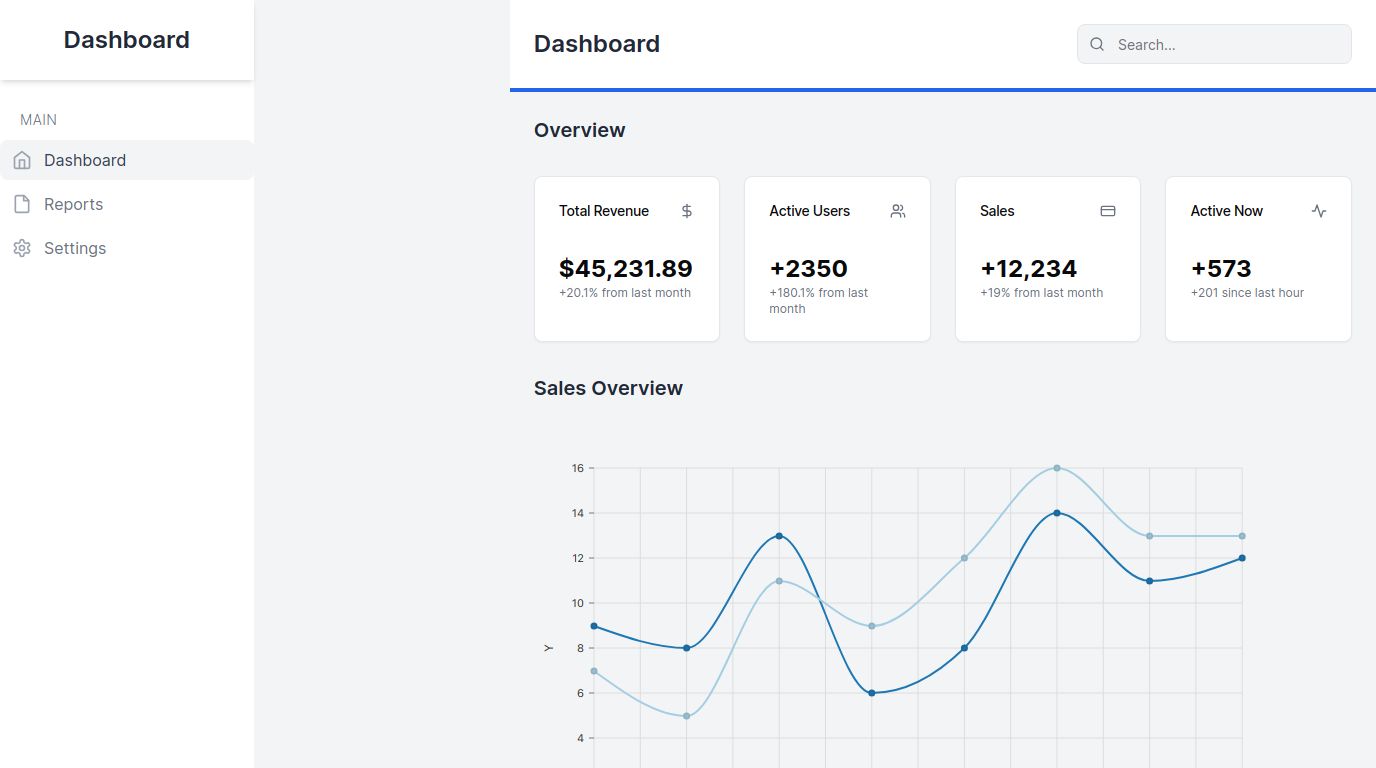 Dashboard
MAIN
Dashboard
Reports
Settings
Dashboard
Search...
Overview
Total Revenue
$45,231.89
+20.1% from last month
Active Users
+2350
+180.1% from last
month
Sales
+12,234
+19% from last month
Active Now
+573
+201 since last hour
Sales Overview
16
14
12
10
Y
8
6
4